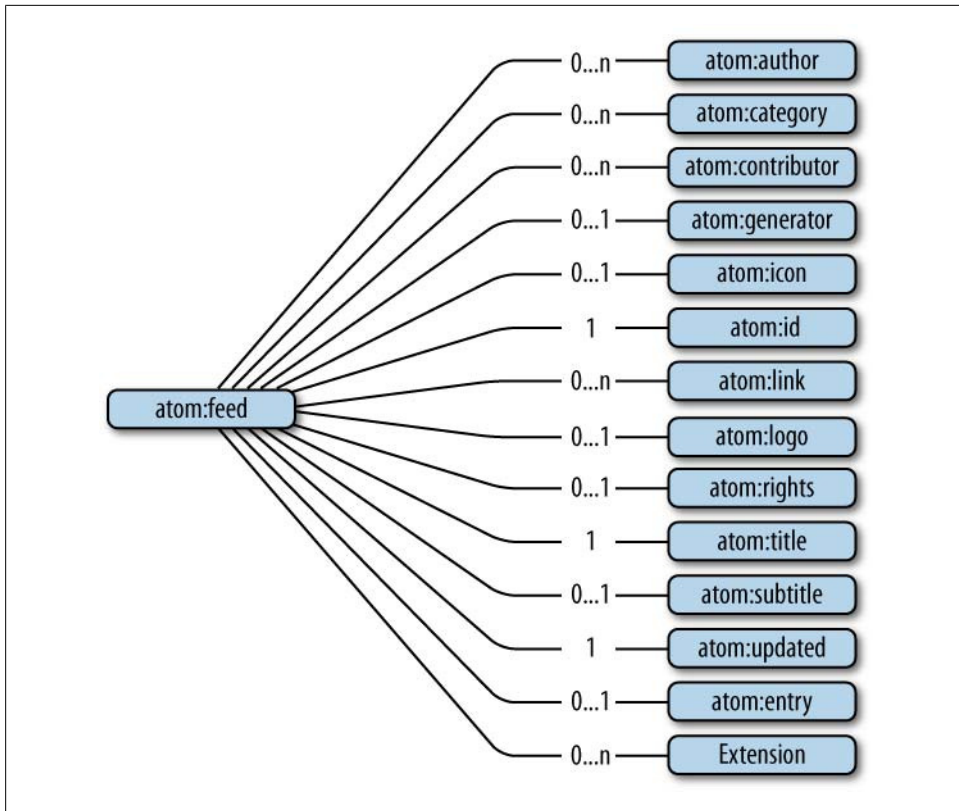 0...n atom:author
0...n atom:category
0...n atom:contributor
0...1 atom:generator
0...1 atom:icon
1 atom:id
0...n atom:link
atom:feed
0...1 atom:logo
0...1 atom:rights
1 atom:title
0...1 atom:subtitle
1 atom:updated
0...1 atom:entry
0...n Extension